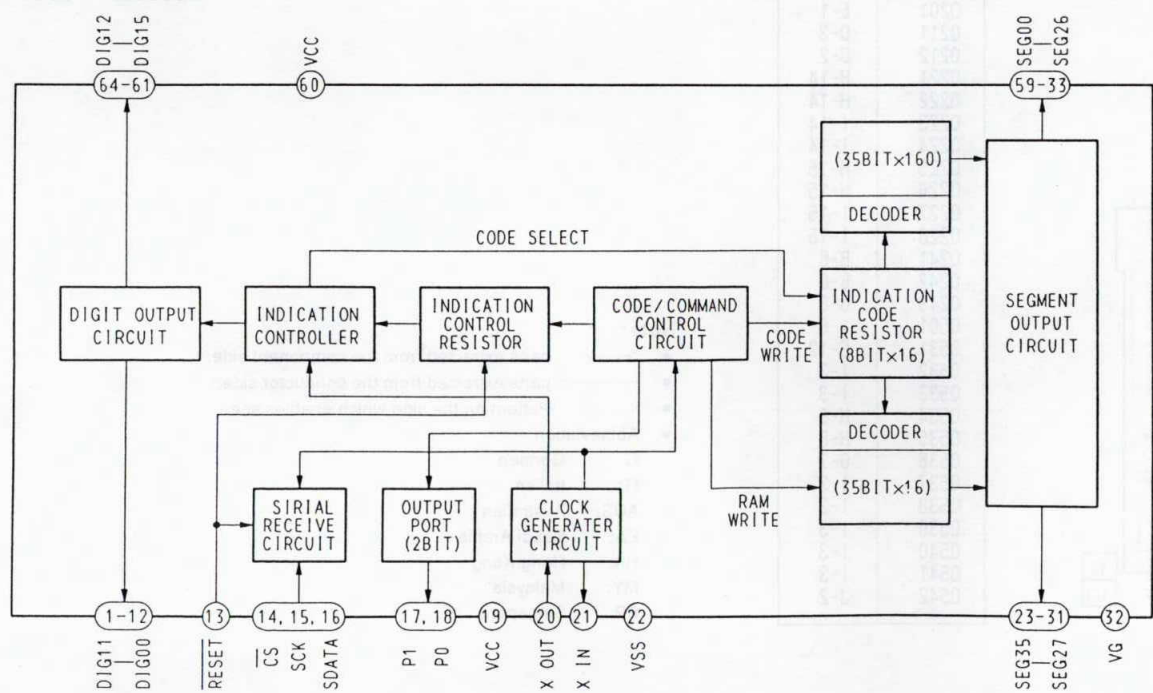 DIG12
DIG15
VCC
SEG00
SEG26
64-61
60
59-33
(35BIT×160)
DECODER
CODE SELECT
DIGIT OUTPUT
CIRCUIT
INDICATION
CONTROLLER
INDICATION
CONTROL
RESISTOR
CODE/COMMAND
CONTROL
CIRCUIT
CODE
WRITE
INDICATION
CODE
RESISTOR
(8BIT×16)
SEGMENT
OUTPUT
CIRCUIT
DECODER
(35BIT×16)
RAM
WRITE
SIRIAL
RECEIVE
CIRCUIT
OUTPUT
PORT
(2BIT)
CLOCK
GENERATER
CIRCUIT
1-12
13
14, 15, 16
17, 18
19
20
21
22
23-31
32
DIG11
DIG00
RESET
CS
SCK
SDATA
P1
P0
VCC
X OUT
X IN
VSS
SEG35
SEG27
VG